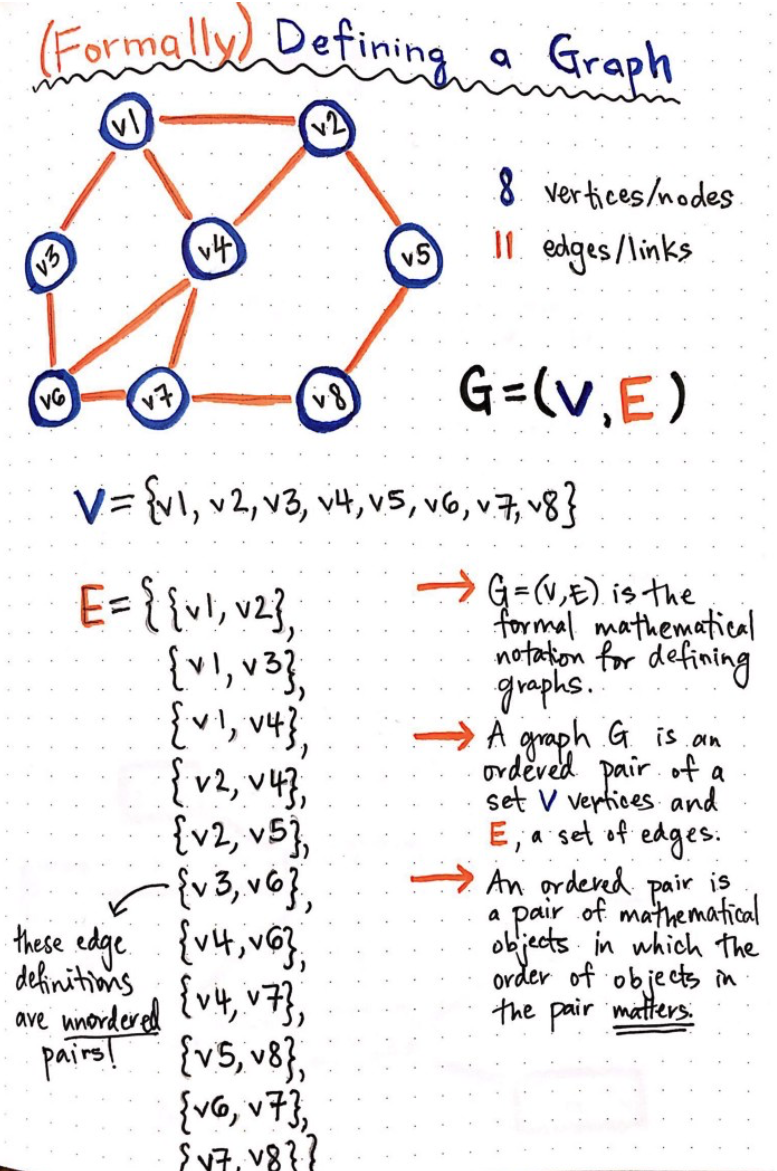 (Formally) Defining a Graph
v1
v2
v3
v4
v5
v6
v7
v8
8 vertices/nodes
11 edges/links
G=(V,E)
V={v1, v2, v3, v4, v5, v6, v7, v8}
E={{v1, v2},
{v1, v3},
{v1, v4},
{v2, v4},
{v2, v5},
{v3, v6},
{v4, v6},
{v4, v7},
{v5, v8},
{v6, v7},
{v7, v8}}
these edge
definitions
are unordered
pairs!
→ G=(V,E) is the
formal mathematical
notation for defining
graphs.
→ A graph G is an
ordered pair of a
set V vertices and
E, a set of edges.
→ An ordered pair is
a pair of mathematical
objects in which the
order of objects in
the pair matters.